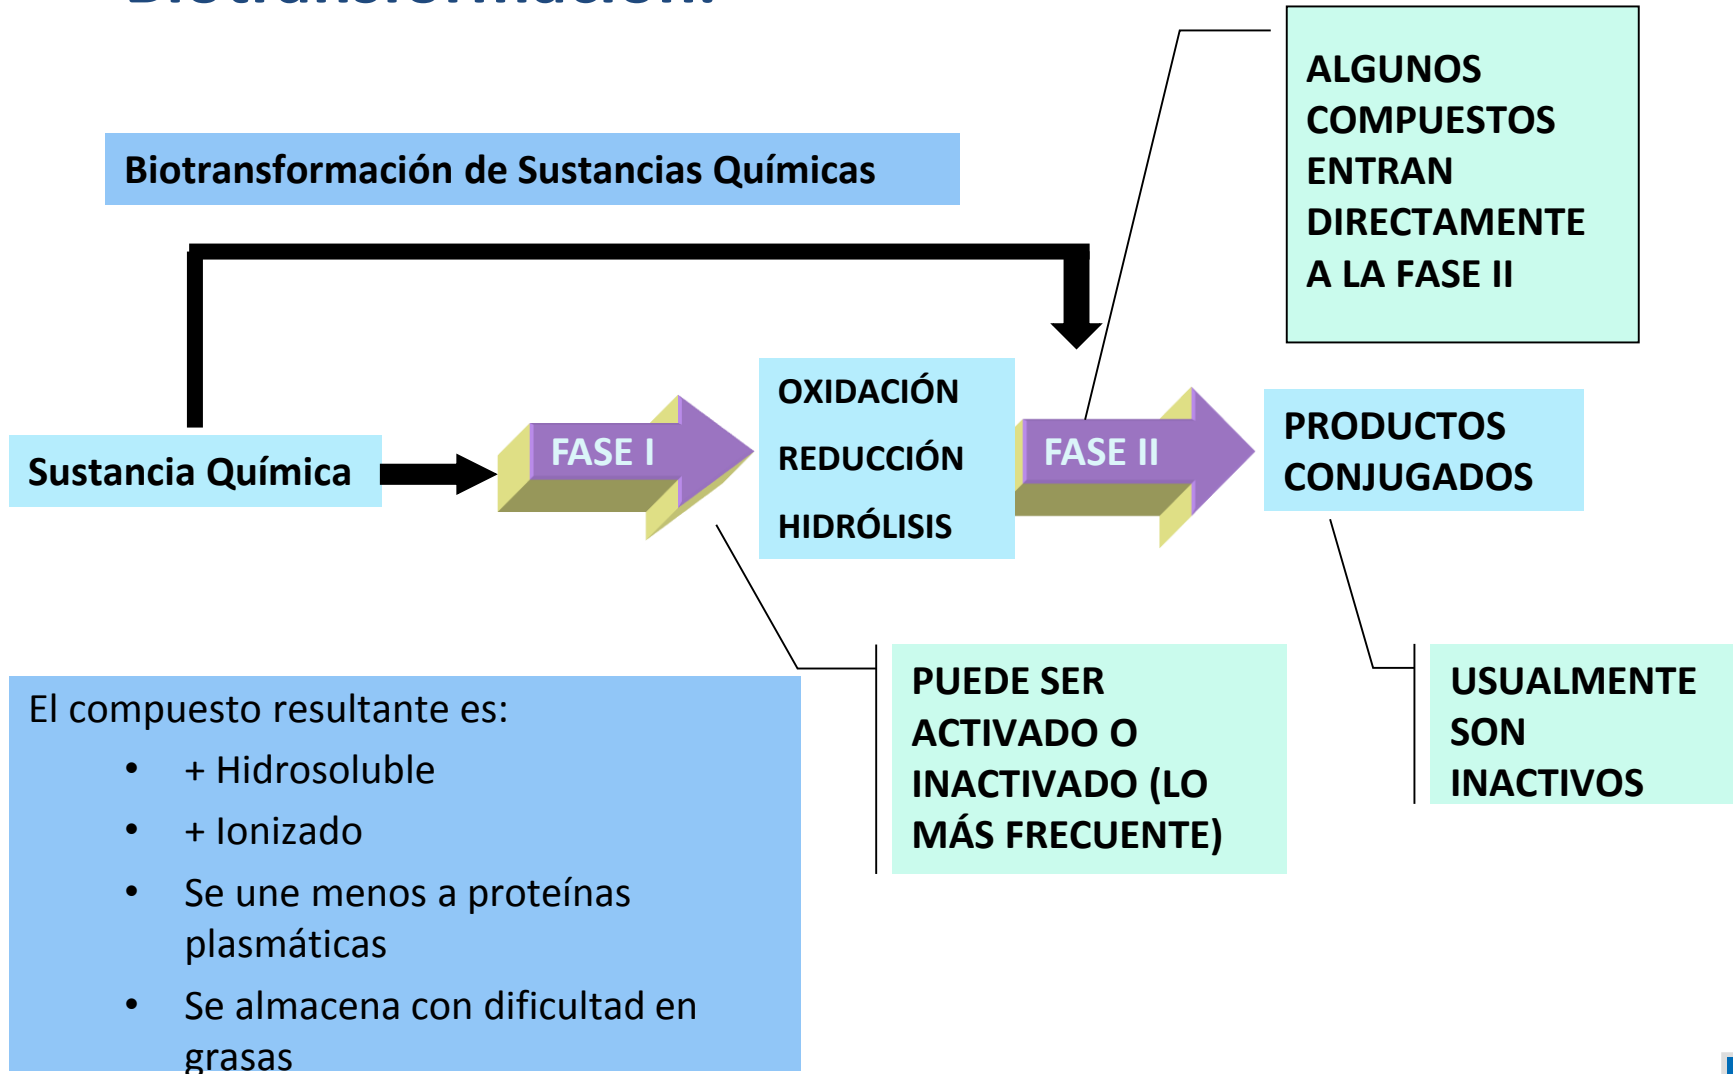 Biotransformación:
ALGUNOS
COMPUESTOS
ENTRAN
DIRECTAMENTE
A LA FASE II
Biotransformación de Sustancias Químicas
Sustancia Química
FASE I
OXIDACIÓN
REDUCCIÓN
HIDRÓLISIS
FASE II
PRODUCTOS
CONJUGADOS
PUEDE SER
ACTIVADO O
INACTIVADO (LO
MÁS FRECUENTE)
USUALMENTE
SON
INACTIVOS
El compuesto resultante es:
• + Hidrosoluble
• + Ionizado
• Se une menos a proteínas
plasmáticas
• Se almacena con dificultad en
grasas